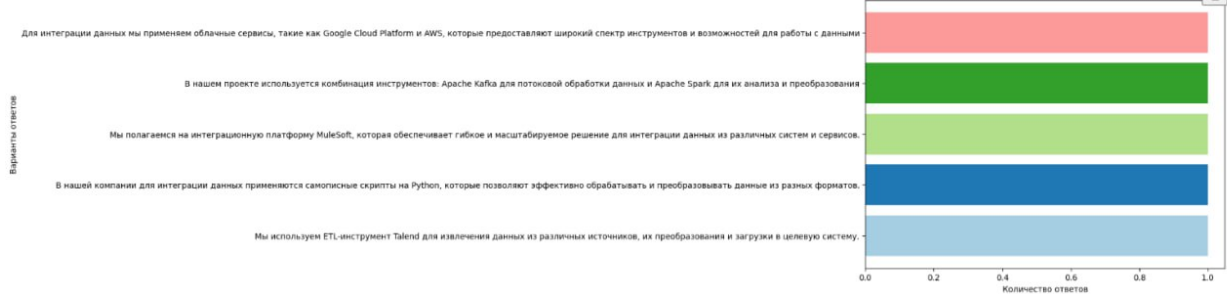 Для интеграции данных мы применяем облачные сервисы, такие как Google Cloud Platform и AWS, которые предоставляют широкий спектр инструментов и возможностей для работы с данными
В нашем проекте используется комбинация инструментов: Apache Kafka для потоковой обработки данных и Apache Spark для их анализа и преобразования
Мы полагаемся на интеграционную платформу MuleSoft, которая обеспечивает гибкое и масштабируемое решение для интеграции данных из различных систем и сервисов.
В нашей компании для интеграции данных применяются самописные скрипты на Python, которые позволяют эффективно обрабатывать и преобразовывать данные из разных форматов.
Мы используем ETL-инструмент Talend для извлечения данных из различных источников, их преобразования и загрузки в целевую систему.
Варианты ответов
0.0 0.2 0.4 0.6 0.8 1.0
Количество ответов